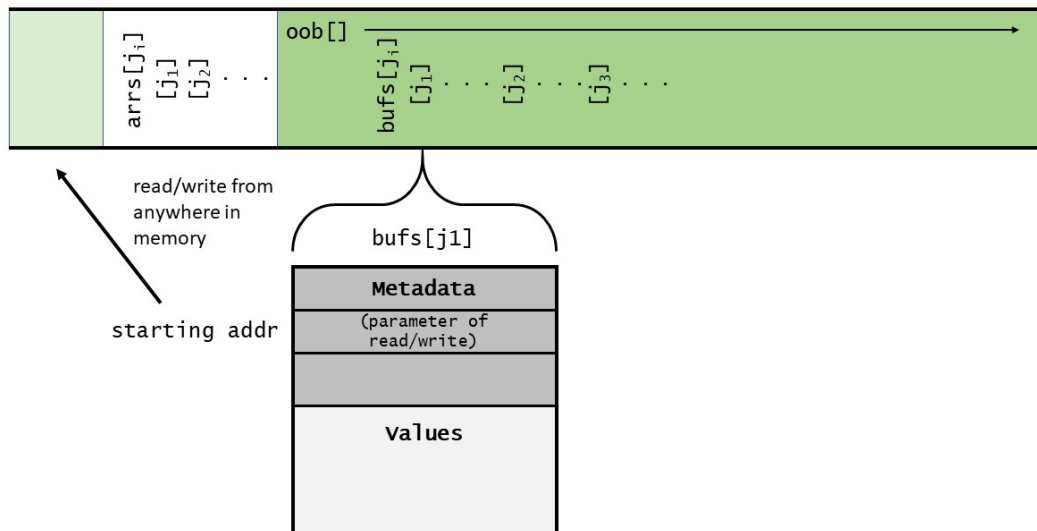 oob[]
arrs[jᵢ]
[j₁]
[j₂]
. . .
bufs[jᵢ]
[j₁]
. . .
[j₂]
. . .
[j₃]
. . .
read/write from
anywhere in
memory
bufs[j1]
Metadata
starting addr
(parameter of
read/write)
Values